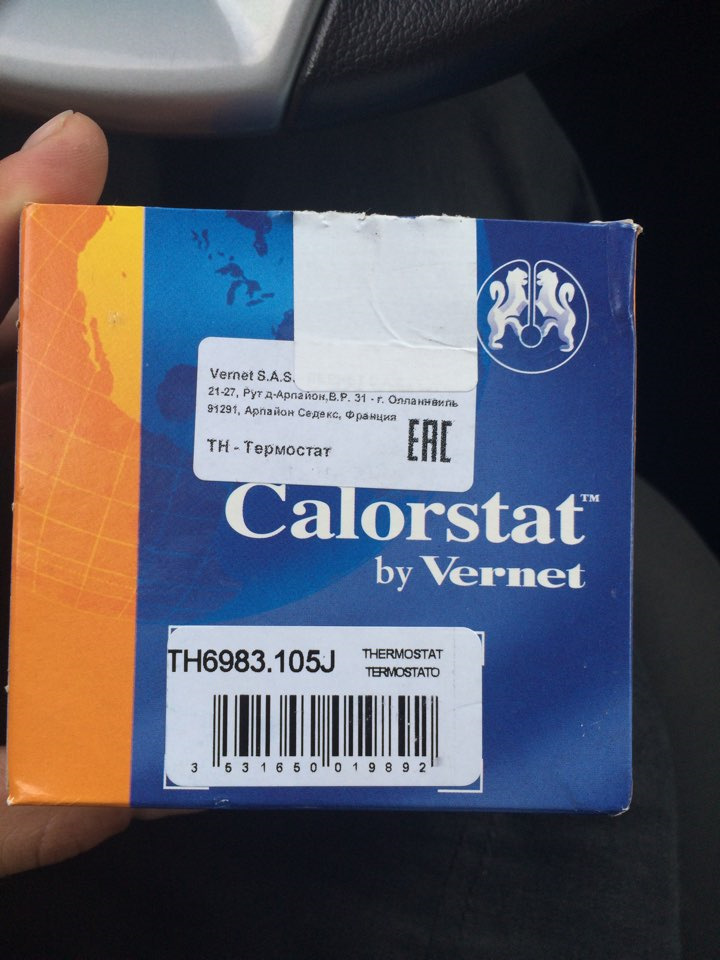 Vernet S.A.S.
21-27, Рут д-Арпайон,B.P. 31 - г. Олланнвиль
91291, Арпайон Седекс, Франция
TH - Термостат
EAC
Calorstat™
by Vernet
TH6983.105J
THERMOSTAT
TERMOSTATO
3 531650 019892